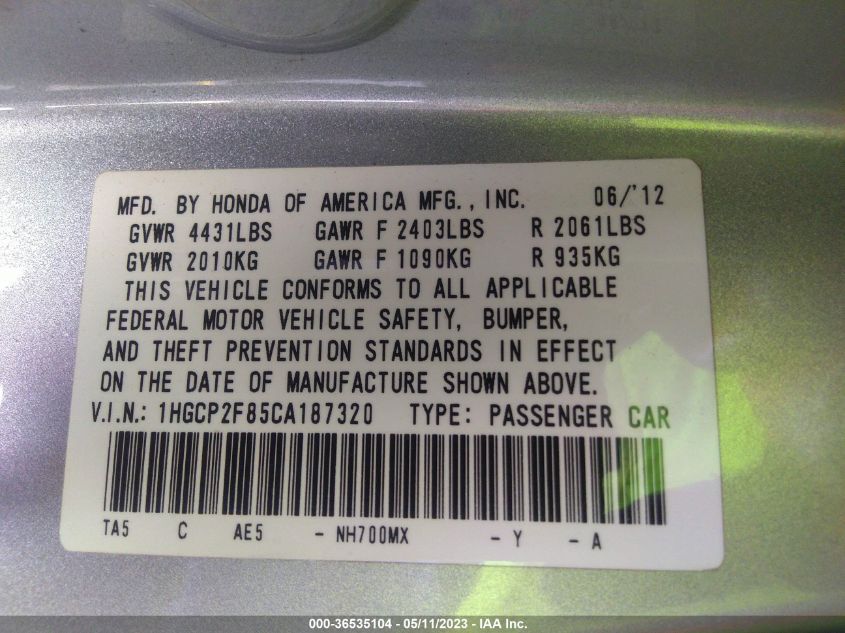 MFD. BY HONDA OF AMERICA MFG., INC. 06/'12
GVWR 4431LBS GAWR F 2403LBS R 2061LBS
GVWR 2010KG GAWR F 1090KG R 935KG
THIS VEHICLE CONFORMS TO ALL APPLICABLE
FEDERAL MOTOR VEHICLE SAFETY, BUMPER,
AND THEFT PREVENTION STANDARDS IN EFFECT
ON THE DATE OF MANUFACTURE SHOWN ABOVE.
V.I.N.: 1HGCP2F85CA187320 TYPE: PASSENGER CAR
TA5 C AE5 - NH700MX - Y - A
000-36535104 - 05/11/2023 - IAA Inc.